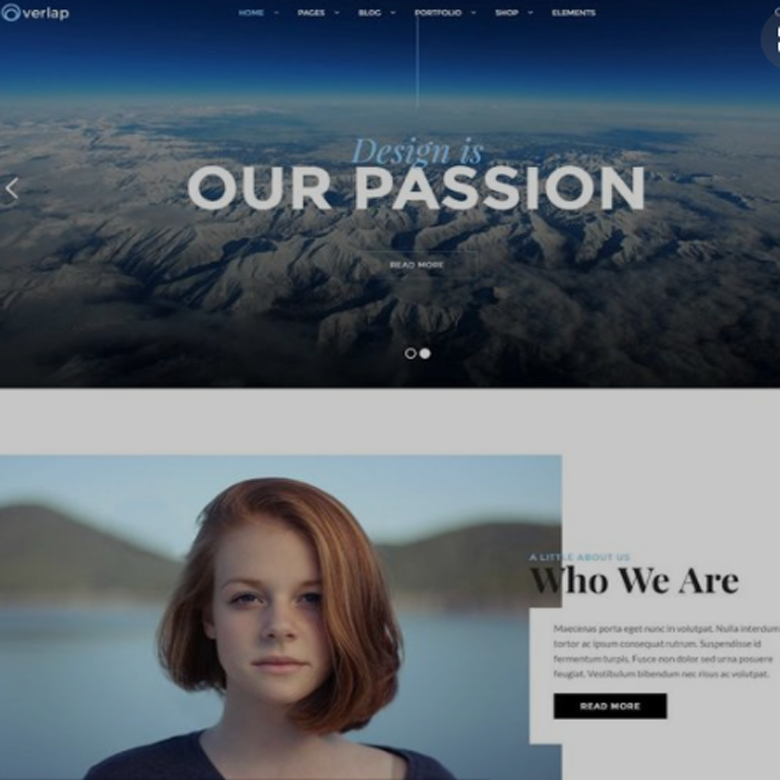 Overlap
HOME PAGES BLOG PORTFOLIO SHOP ELEMENTS
Design is
OUR PASSION
READ MORE
A LITTLE ABOUT US
Who We Are
Maecenas porta eget nunc in volutpat. Nulla interdum
tortor ac ipsum consequat rutrum. Suspendisse id
fermentum turpis. Fusce non dolor sed urna posuere
feugiat. Vestibulum bibendum nec risus ac volutpat.
READ MORE